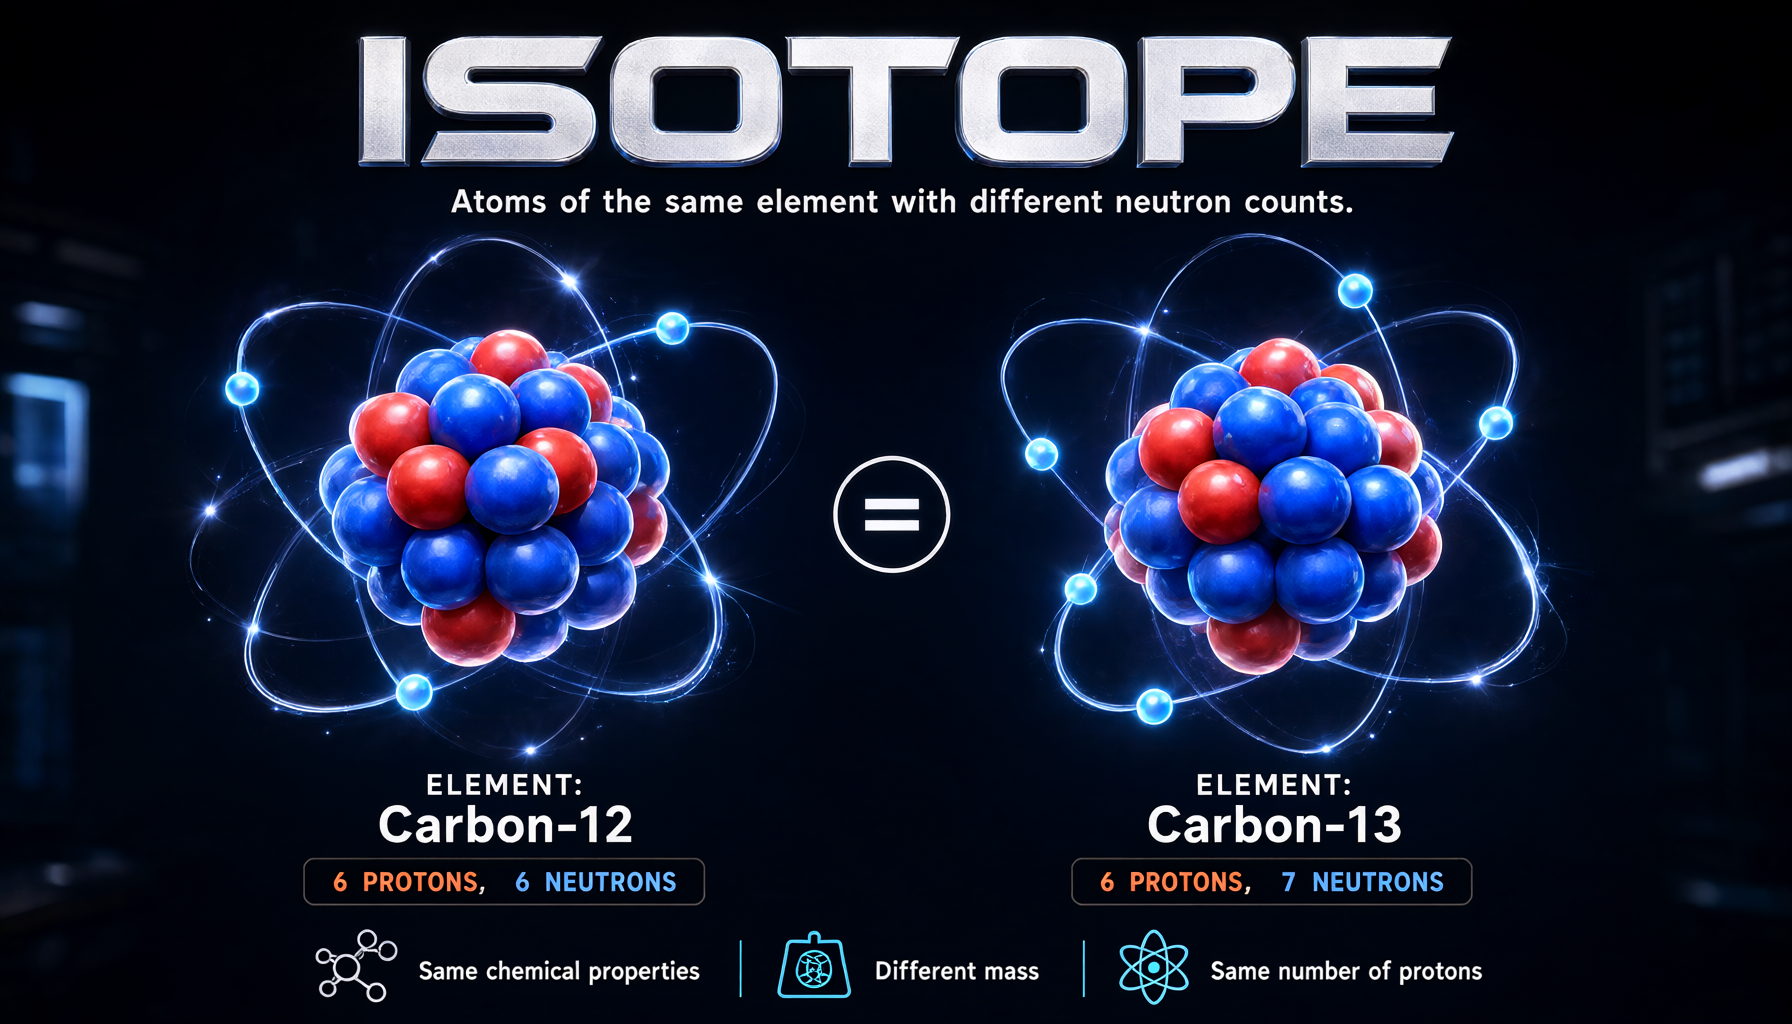 ISOTOPE
Atoms of the same element with different neutron counts.
=
ELEMENT:
Carbon-12
6 PROTONS, 6 NEUTRONS
ELEMENT:
Carbon-13
6 PROTONS, 7 NEUTRONS
Same chemical properties
Different mass
Same number of protons